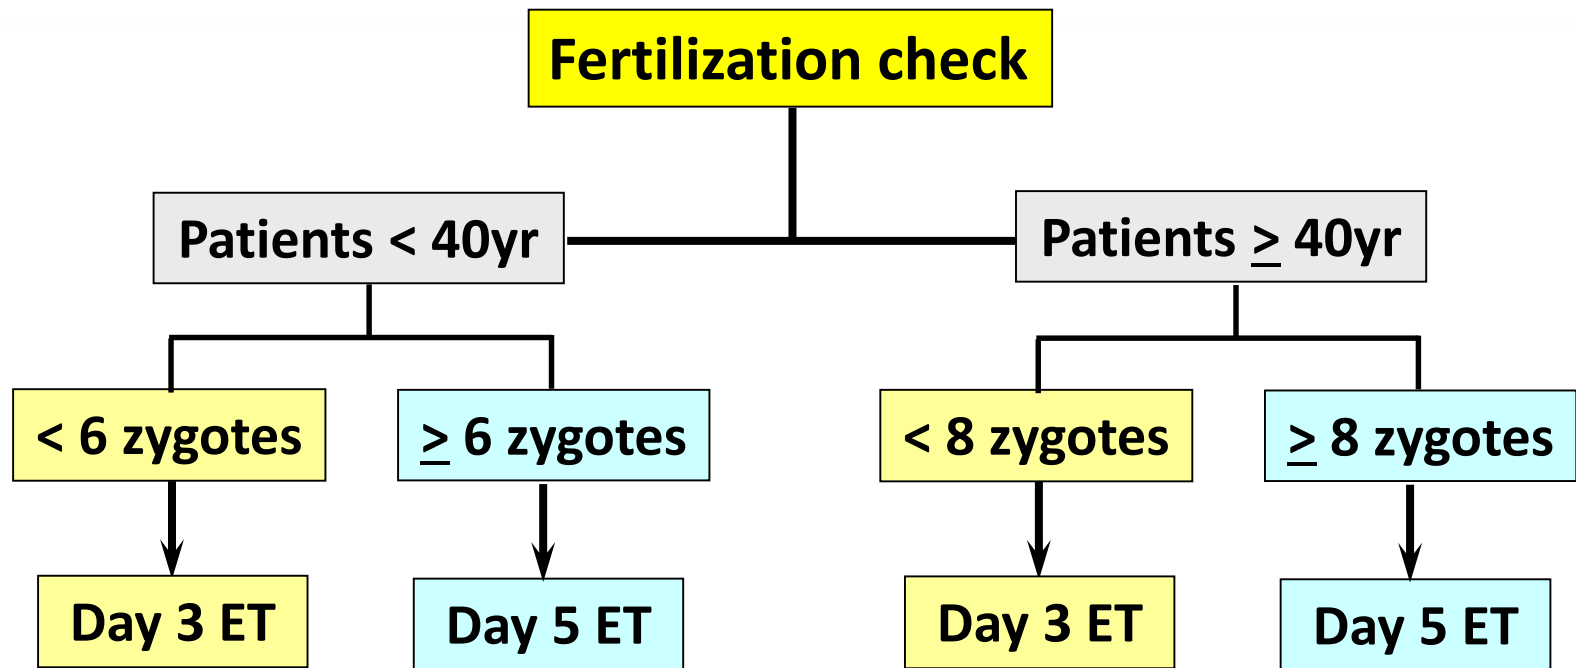 Fertilization check
Patients < 40yr
Patients ≥ 40yr
< 6 zygotes
≥ 6 zygotes
< 8 zygotes
≥ 8 zygotes
Day 3 ET
Day 5 ET
Day 3 ET
Day 5 ET